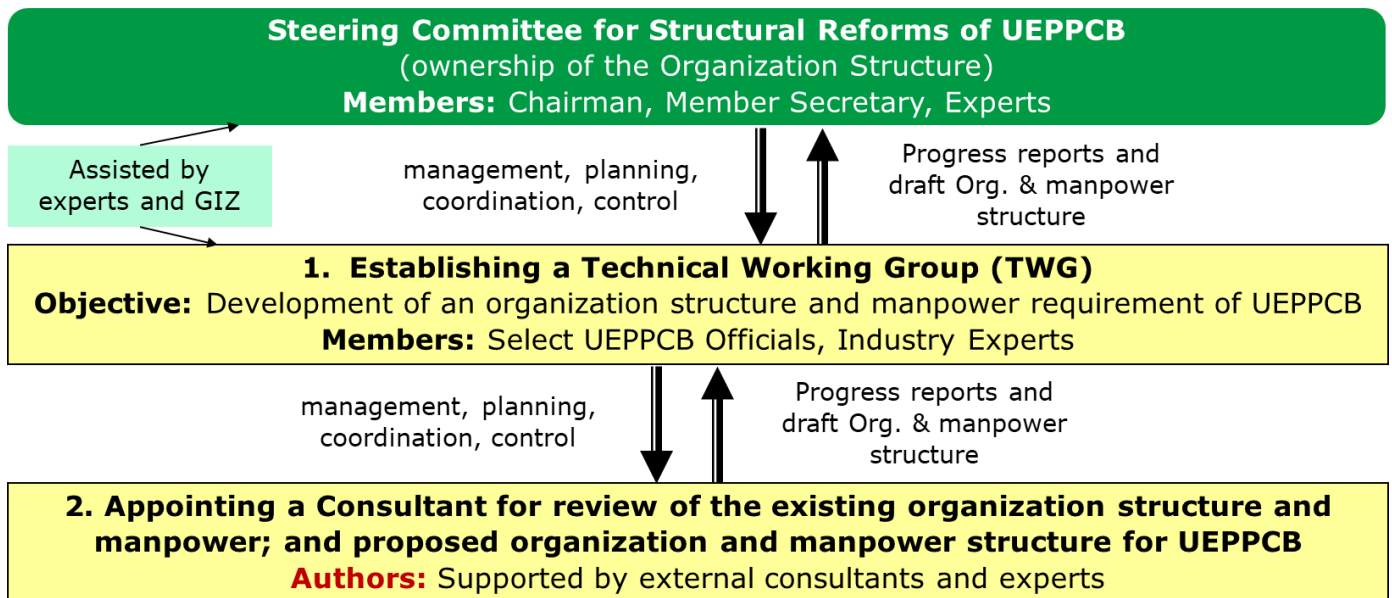 Steering Committee for Structural Reforms of UEPPCB
(ownership of the Organization Structure)
Members: Chairman, Member Secretary, Experts
Assisted by
experts and GIZ
management, planning,
coordination, control
Progress reports and
draft Org. & manpower
structure
1. Establishing a Technical Working Group (TWG)
Objective: Development of an organization structure and manpower requirement of UEPPCB
Members: Select UEPPCB Officials, Industry Experts
management, planning,
coordination, control
Progress reports and
draft Org. & manpower
structure
2. Appointing a Consultant for review of the existing organization structure and
manpower; and proposed organization and manpower structure for UEPPCB
Authors: Supported by external consultants and experts